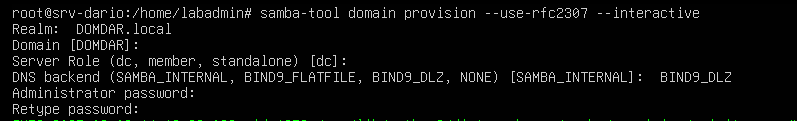 root@srv-dario:/home/labadmin# samba-tool domain provision --use-rfc2307 --interactive
Realm:  DOMDAR.local
Domain [DOMDAR]:
Server Role (dc, member, standalone) [dc]:
DNS backend (SAMBA_INTERNAL, BIND9_FLATFILE, BIND9_DLZ, NONE) [SAMBA_INTERNAL]:  BIND9_DLZ
Administrator password:
Retype password: